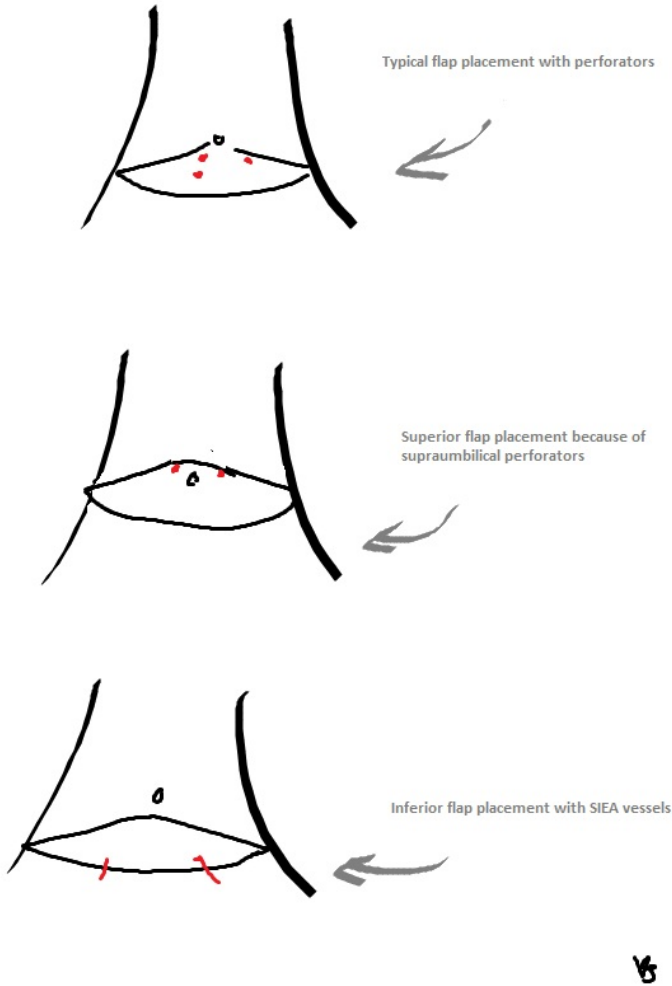 Typical flap placement with perforators
Superior flap placement because of
supraumbilical perforators
Inferior flap placement with SIEA vessels